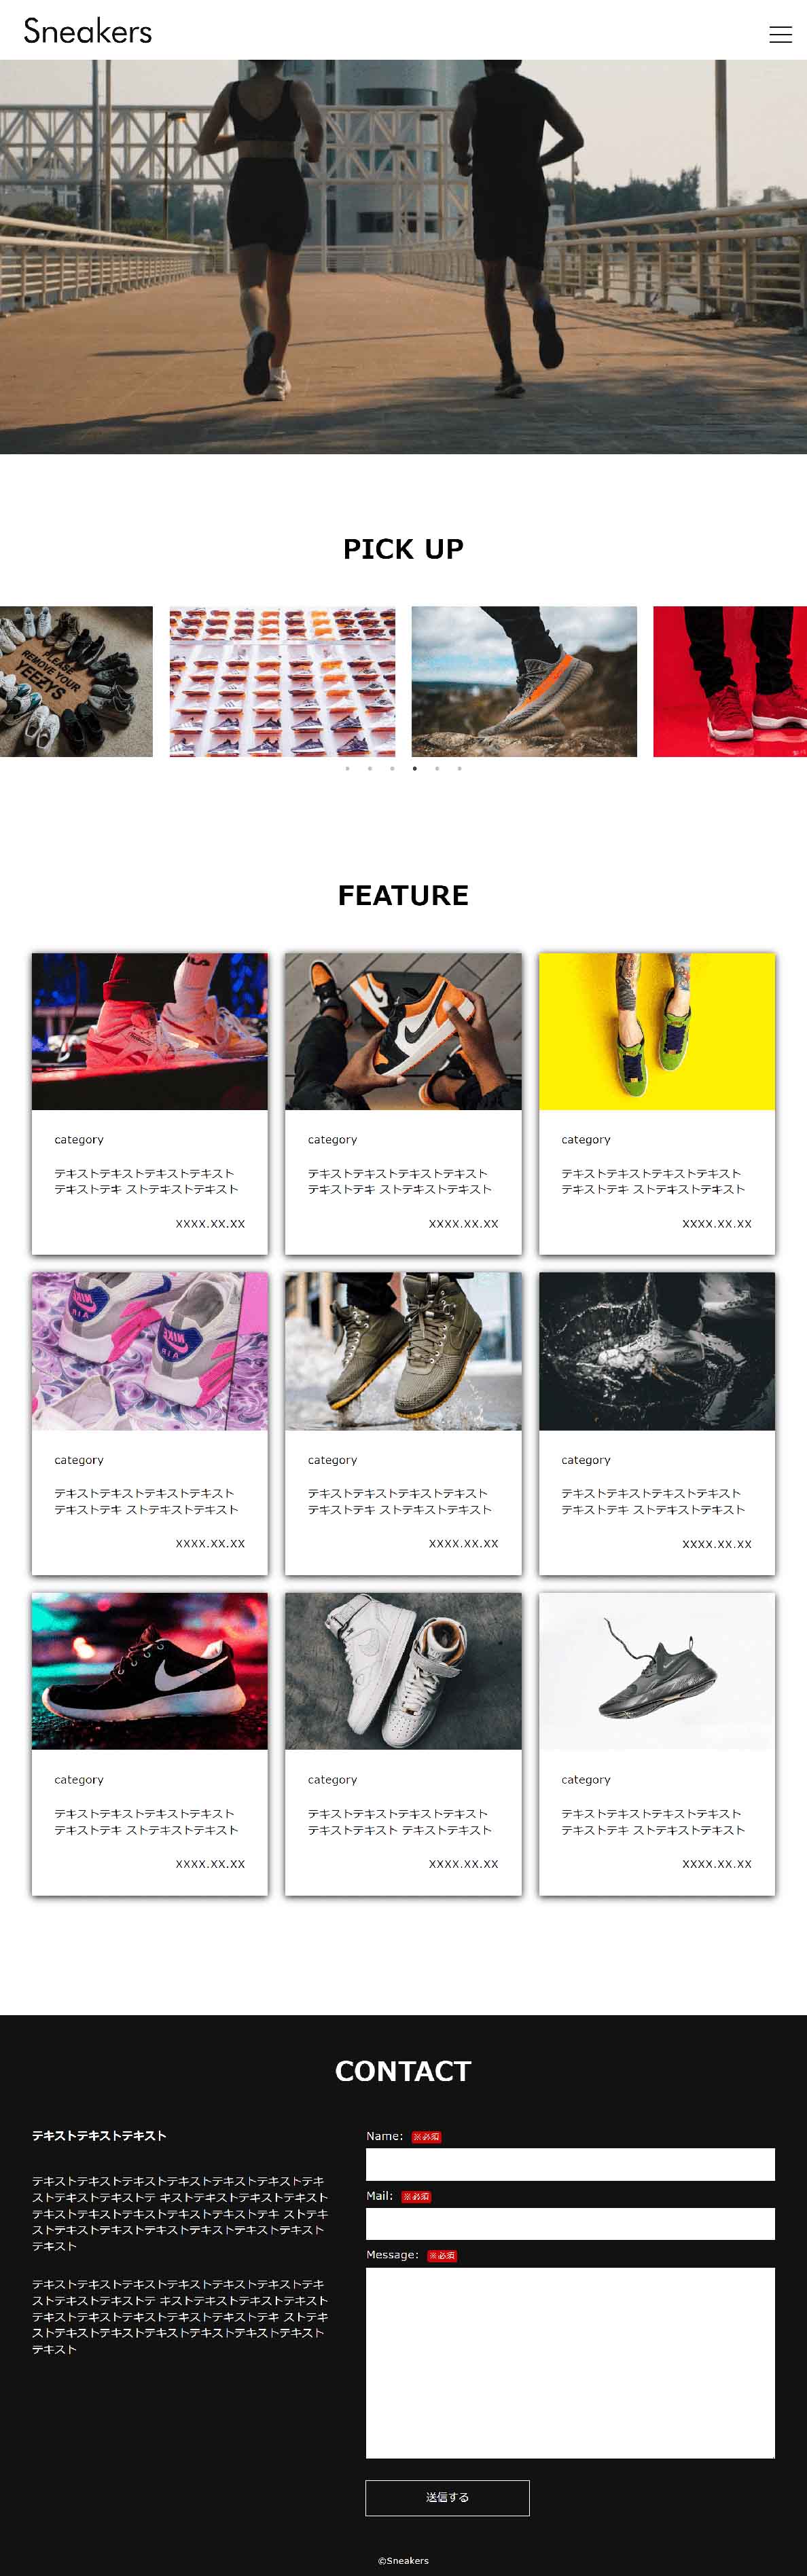 Sneakers
PICK UP
PLEASE
REMOVE YOUR
YEEZYS
FEATURE
category
テキストテキストテキストテキスト
テキストテキ ストテキストテキスト
XXXX.XX.XX
category
テキストテキストテキストテキスト
テキストテキ ストテキストテキスト
XXXX.XX.XX
category
テキストテキストテキストテキスト
テキストテキ ストテキストテキスト
XXXX.XX.XX
category
テキストテキストテキストテキスト
テキストテキ ストテキストテキスト
XXXX.XX.XX
category
テキストテキストテキストテキスト
テキストテキ ストテキストテキスト
XXXX.XX.XX
category
テキストテキストテキストテキスト
テキストテキ ストテキストテキスト
XXXX.XX.XX
category
テキストテキストテキストテキスト
テキストテキ ストテキストテキスト
XXXX.XX.XX
category
テキストテキストテキストテキスト
テキストテキスト テキストテキスト
XXXX.XX.XX
category
テキストテキストテキストテキスト
テキストテキ ストテキストテキスト
XXXX.XX.XX
CONTACT
テキストテキストテキスト
テキストテキストテキストテキストテキストテキストテキ
ストテキストテキストテ キストテキストテキストテキスト
テキストテキストテキストテキストテキストテキ ストテキ
ストテキストテキストテキストテキストテキストテキスト
テキスト
テキストテキストテキストテキストテキストテキストテキ
ストテキストテキストテ キストテキストテキストテキスト
テキストテキストテキストテキストテキストテキ ストテキ
ストテキストテキストテキストテキストテキストテキスト
テキスト
Name: ※必須
Mail: ※必須
Message: ※必須
送信する
©Sneakers